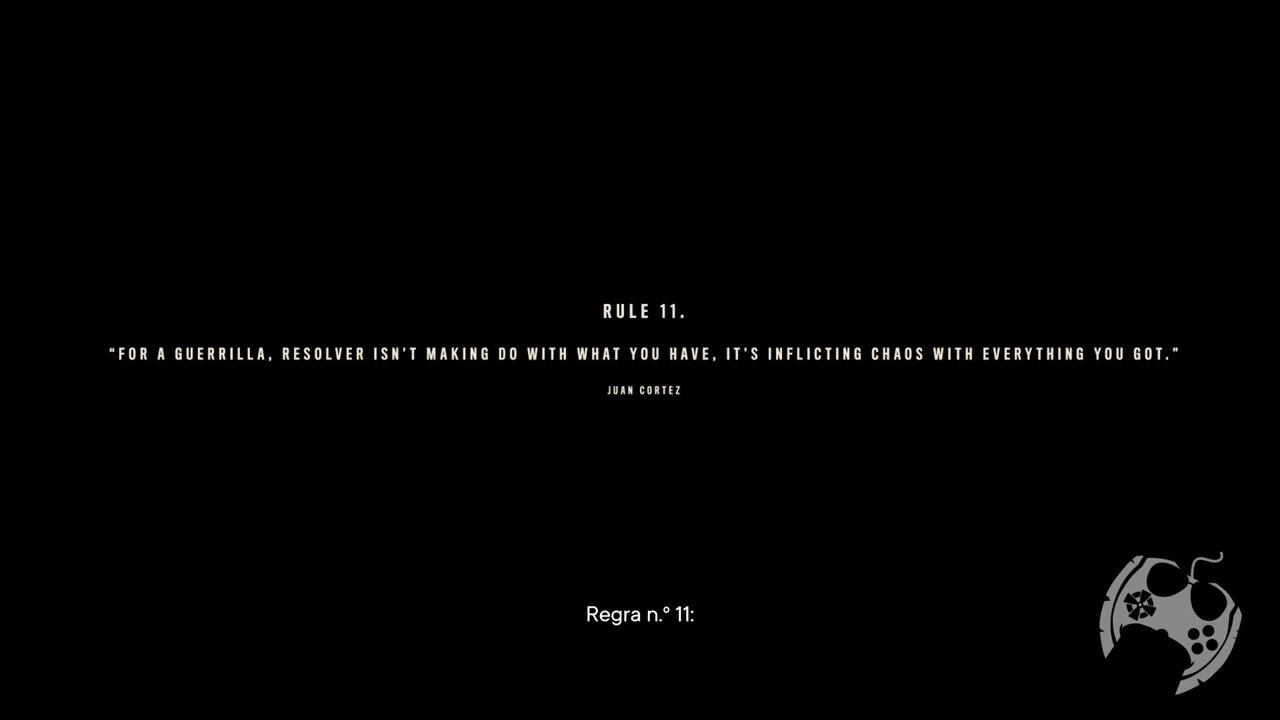 RULE 11.
“FOR A GUERRILLA, RESOLVER ISN'T MAKING DO WITH WHAT YOU HAVE, IT'S INFLICTING CHAOS WITH EVERYTHING YOU GOT.”
JUAN CORTEZ
Regra n.° 11: